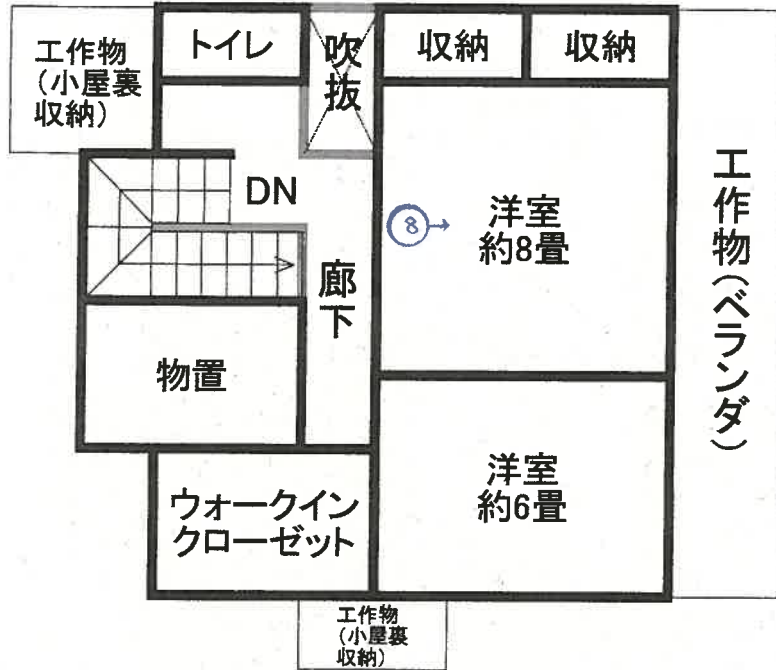 工作物
(小屋裏
収納)
トイレ
吹抜
収納
収納
DN
8
洋室
約8畳
工作物(ベランダ)
廊下
物置
洋室
約6畳
ウォークイン
クローゼット
工作物
(小屋裏
収納)